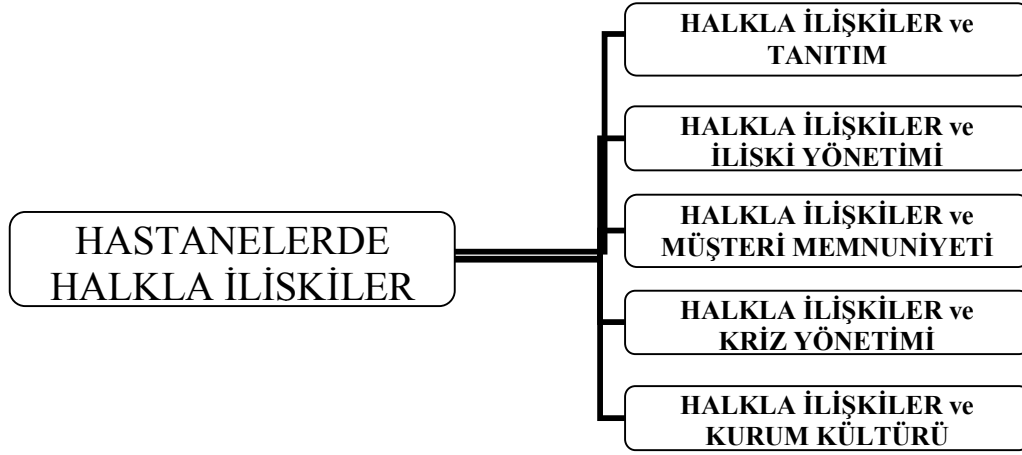 HALKLA İLİŞKİLER ve
TANITIM
HALKLA İLİŞKİLER ve
İLİSKİ YÖNETİMİ
HASTANELERDE
HALKLA İLİSKİLER
HALKLA İLİŞKİLER ve
MÜŞTERİ MEMNUNİYETİ
HALKLA İLİŞKİLER ve
KRİZ YÖNETİMİ
HALKLA İLİŞKİLER ve
KURUM KÜLTÜRÜ